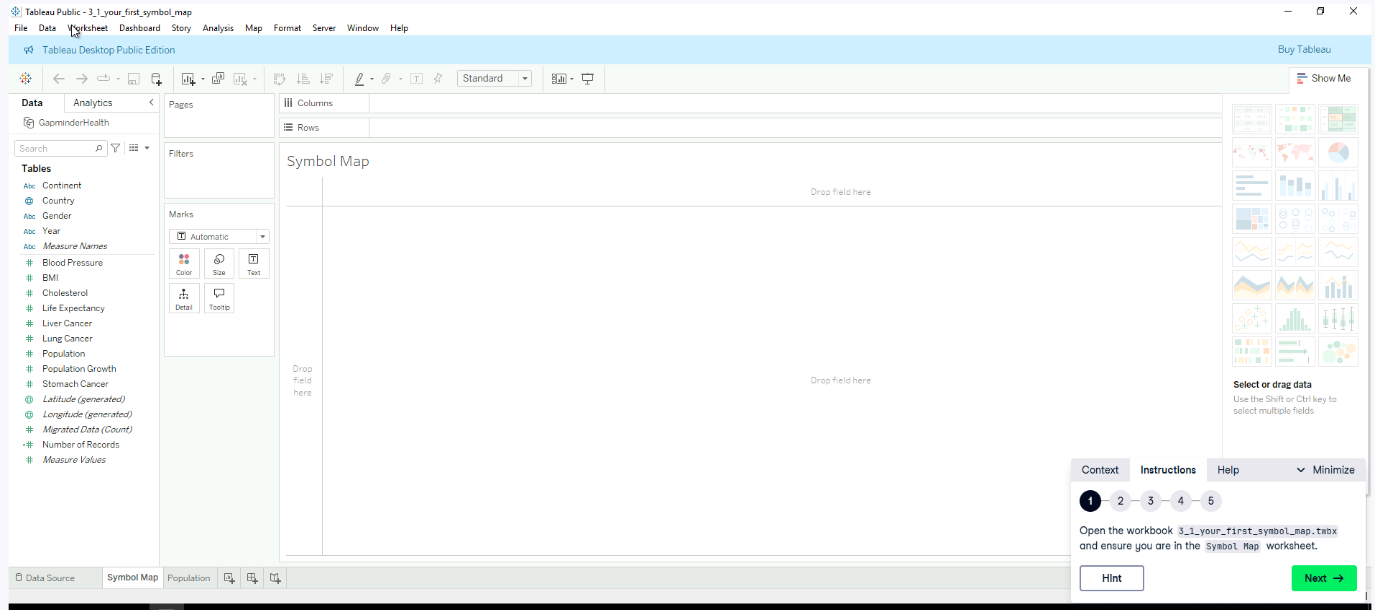 Tableau Public - 3_1_your_first_symbol_map
File Data Worksheet Dashboard Story Analysis Map Format Server Window Help
Tableau Desktop Public Edition Buy Tableau
Standard Show Me
Data Analytics
GapminderHealth
Search
Tables
Abc Continent
Country
Abc Gender
Abc Year
Abc Measure Names
# Blood Pressure
# BMI
# Cholesterol
# Life Expectancy
# Liver Cancer
# Lung Cancer
# Population
# Population Growth
# Stomach Cancer
Latitude (generated)
Longitude (generated)
# Migrated Data (Count)
=# Number of Records
# Measure Values
Pages
Filters
Marks
T Automatic
Color Size Text
Detail Tooltip
Columns
Rows
Symbol Map
Drop field here
Drop
field
here
Drop field here
Select or drag data
Use the Shift or Ctrl key to
select multiple fields
Context Instructions Help Minimize
1 2 3 4 5
Open the workbook 3_1_your_first_symbol_map.twbx
and ensure you are in the Symbol Map worksheet.
Hint Next →
Data Source Symbol Map Population